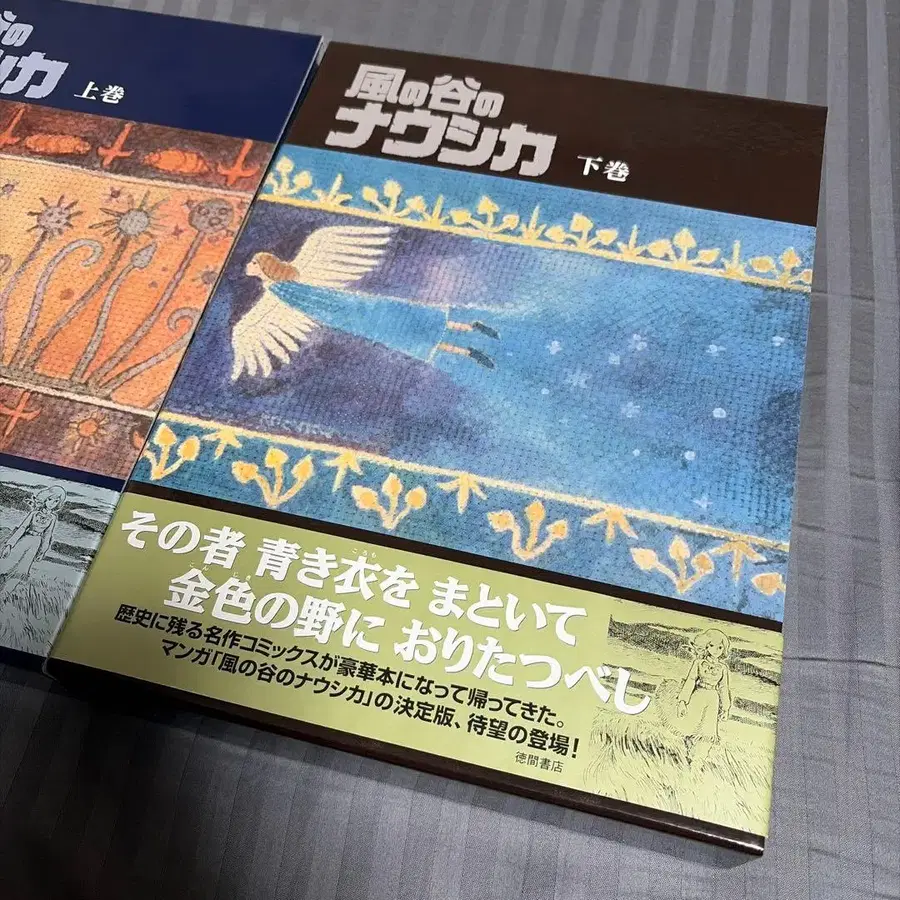 谷の
シカ 上巻
風の谷の
ナウシカ 下巻
その者 青き衣を まといて
金色の野に おりたつべし
歴史に残る名作コミックスが豪華本になって帰ってきた。
マンガ「風の谷のナウシカ」の決定版、待望の登場！
徳間書店